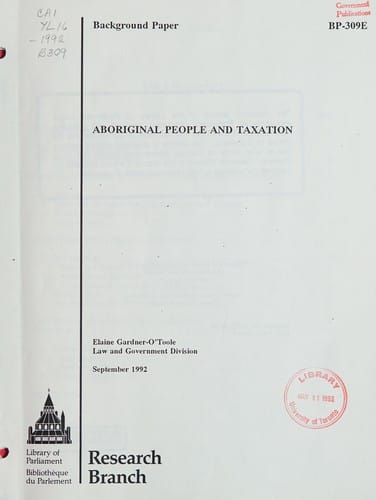 CA1
YL16
- 1992
B309
Background Paper
Government
Publications
BP-309E
ABORIGINAL PEOPLE AND TAXATION
Elaine Gardner-O'Toole
Law and Government Division
September 1992
LIBRARY
University of Toronto
Library of
Parliament
Bibliothèque
du Parlement
Research
Branch